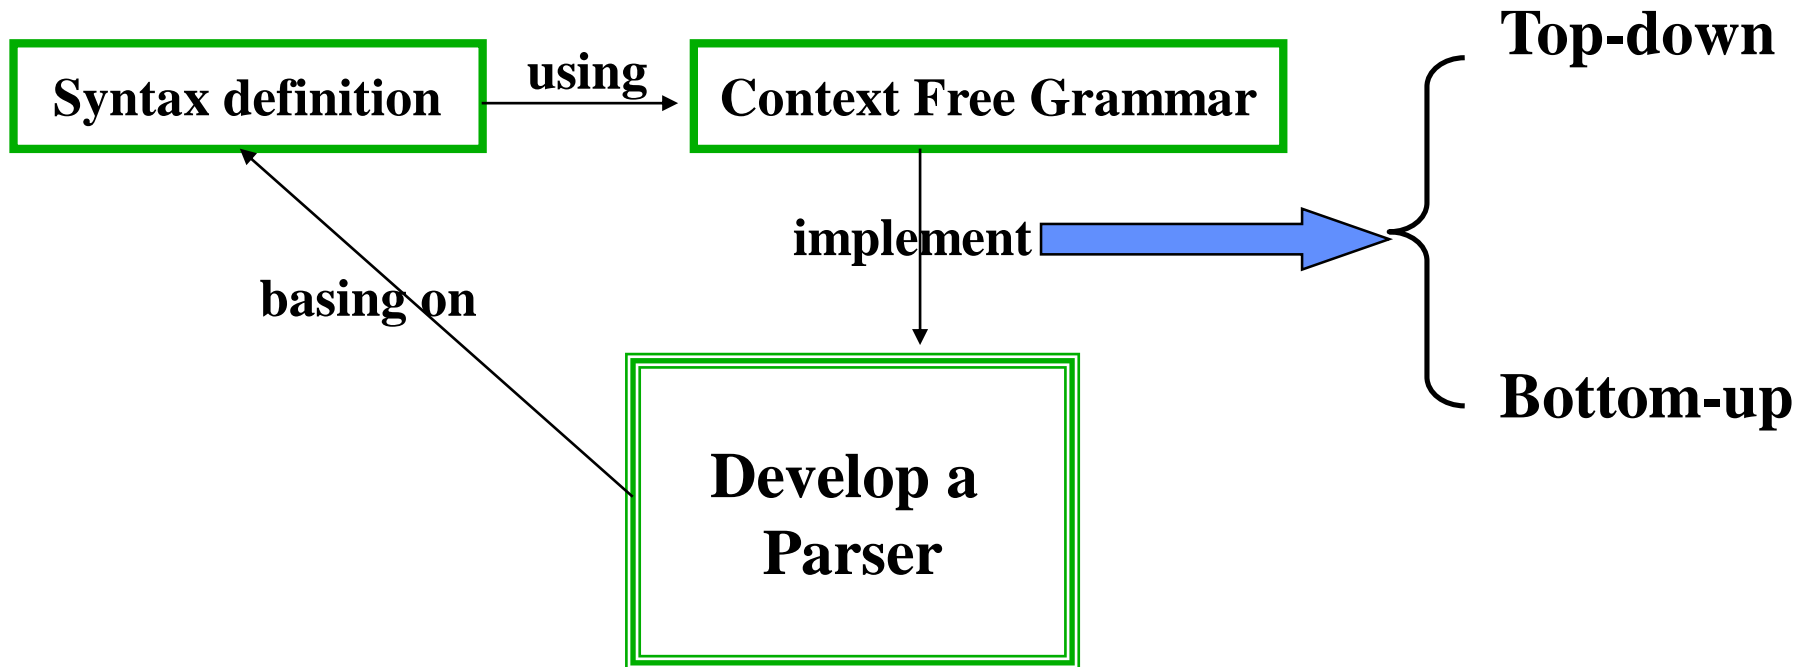 Top-down
Syntax definition
using
Context Free Grammar
implement
basing on
Bottom-up
Develop a
Parser